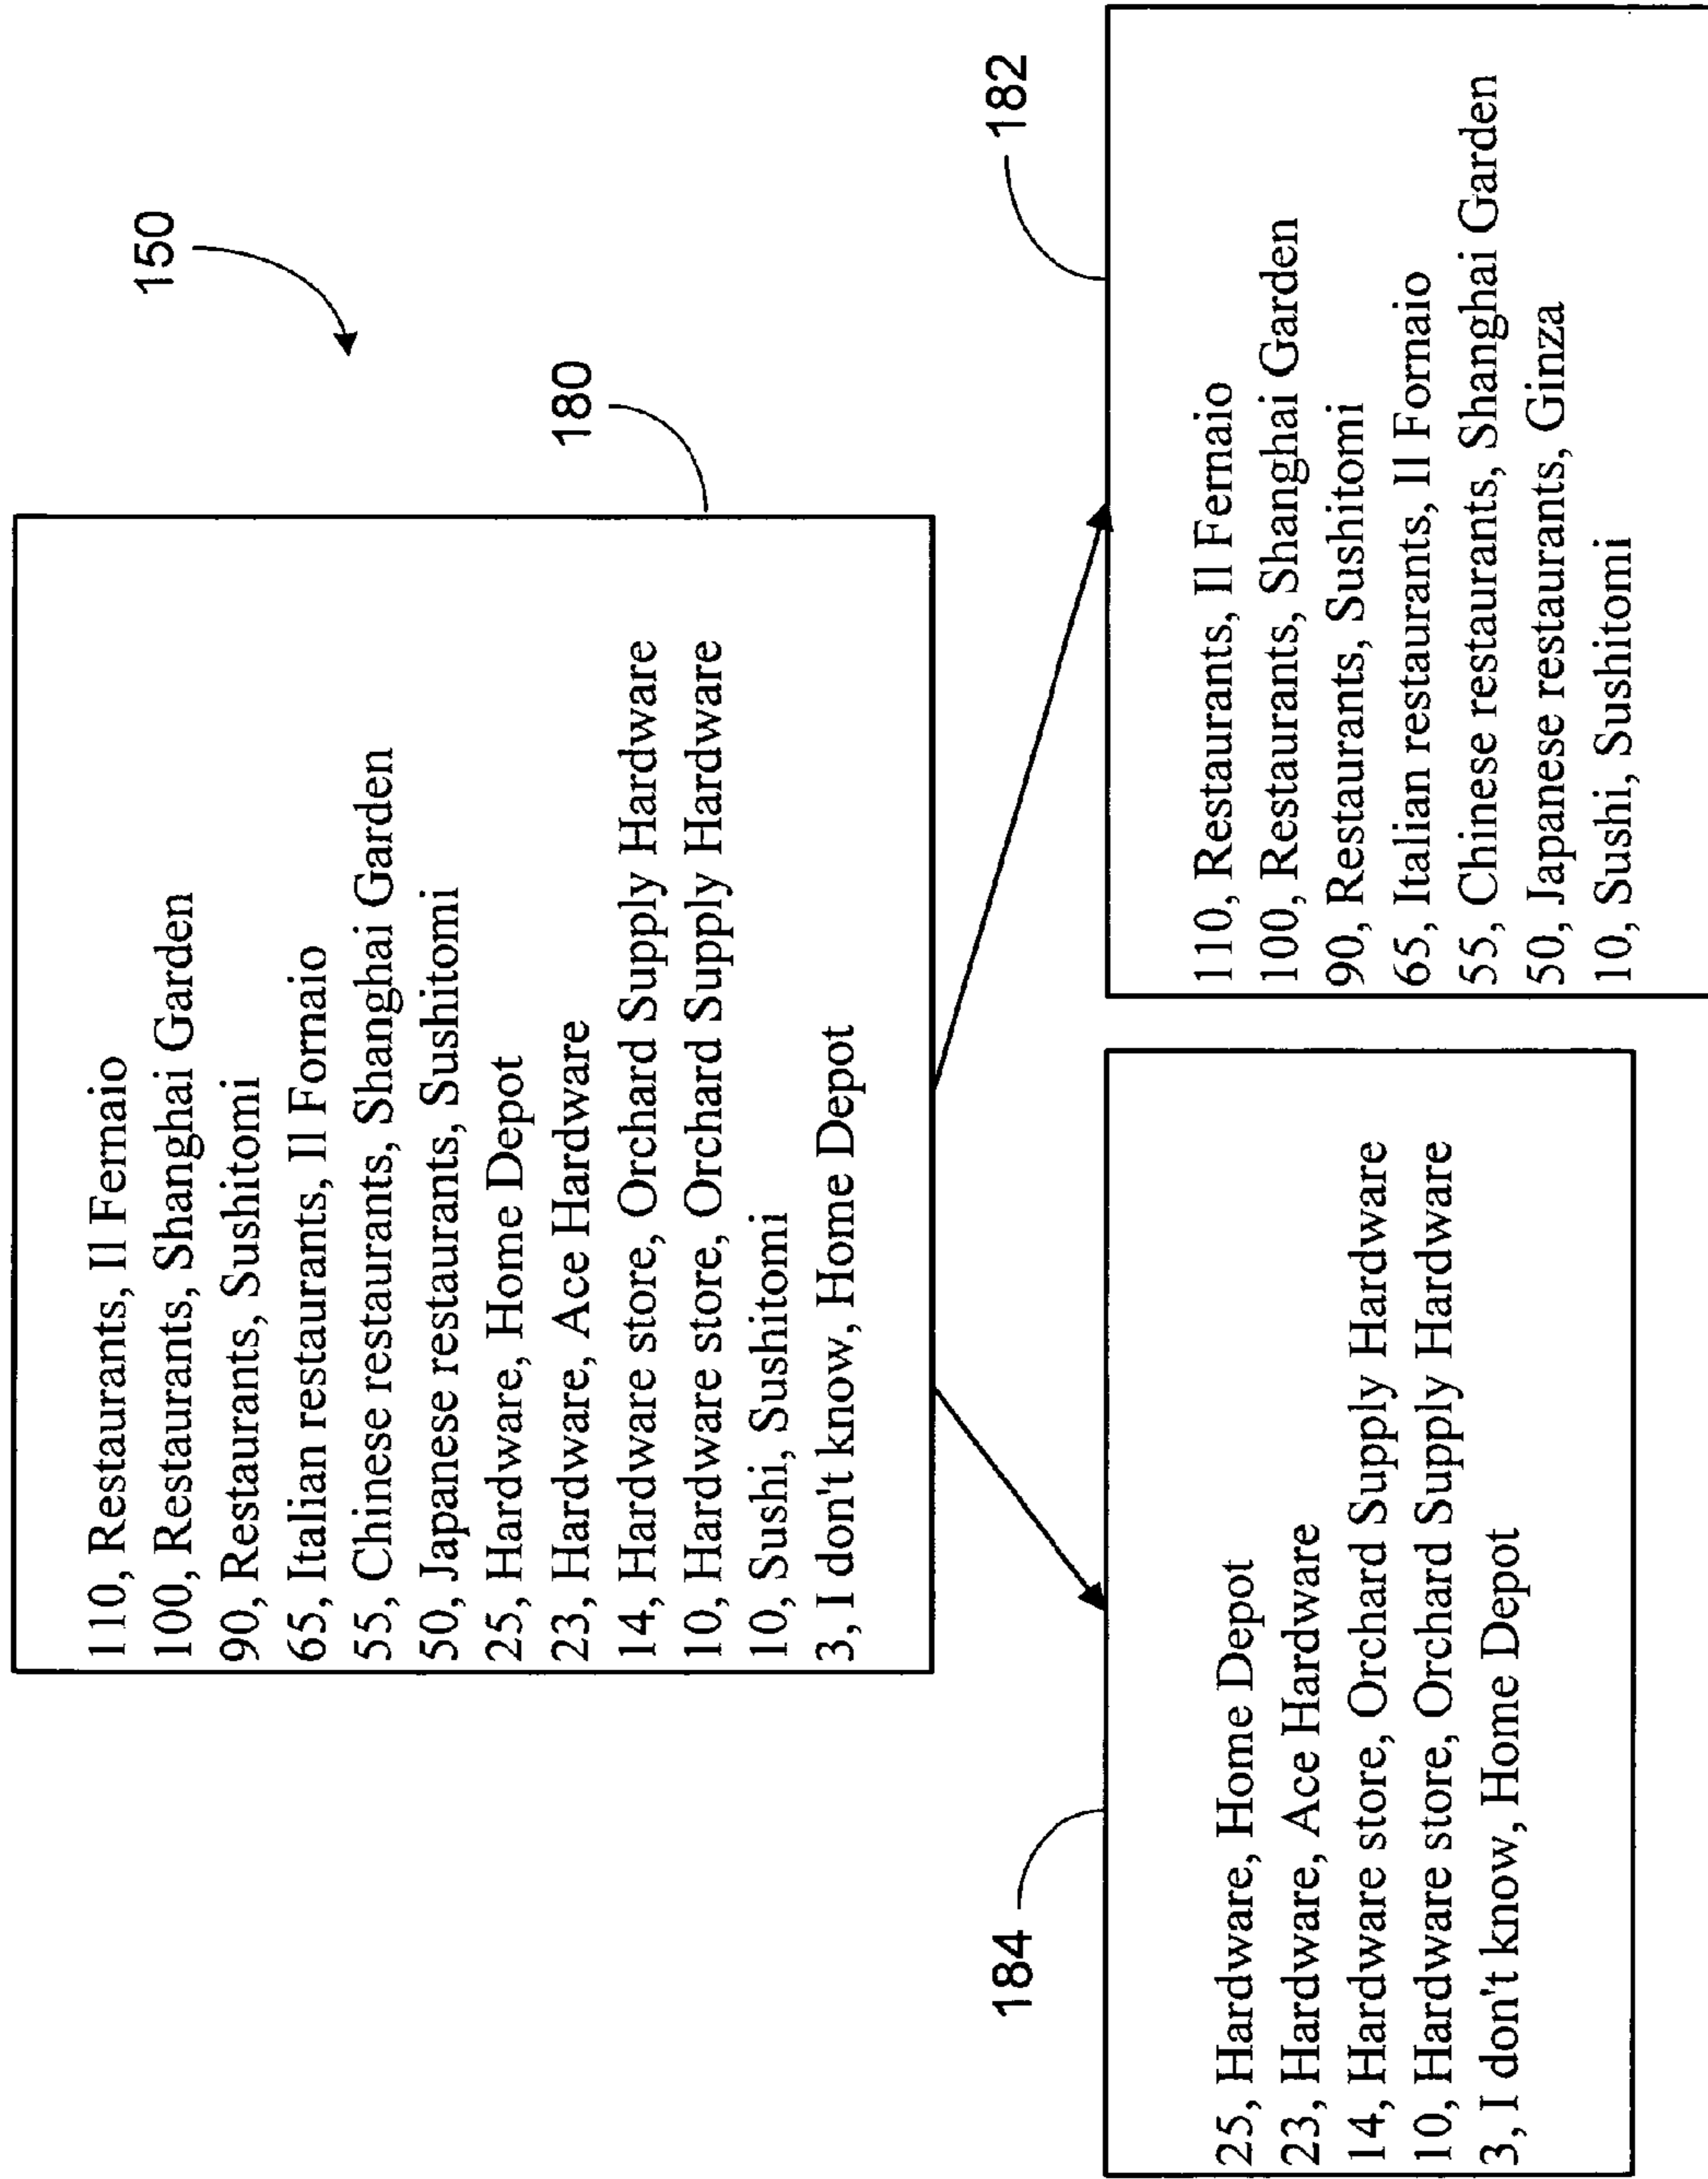 150
180
110, Restaurants, Il Fernaio
100, Restaurants, Shanghai Garden
90, Restaurants, Sushitomi
65, Italian restaurants, Il Fornaio
55, Chinese restaurants, Shanghai Garden
50, Japanese restaurants, Sushitomi
25, Hardware, Home Depot
23, Hardware, Ace Hardware
14, Hardware store, Orchard Supply Hardware
10, Hardware store, Orchard Supply Hardware
10, Sushi, Sushitomi
3, I don't know, Home Depot
184
25, Hardware, Home Depot
23, Hardware, Ace Hardware
14, Hardware store, Orchard Supply Hardware
10, Hardware store, Orchard Supply Hardware
3, I don't know, Home Depot
182
110, Restaurants, Il Fernaio
100, Restaurants, Shanghai Garden
90, Restaurants, Sushitomi
65, Italian restaurants, Il Fornaio
55, Chinese restaurants, Shanghai Garden
50, Japanese restaurants, Ginza
10, Sushi, Sushitomi